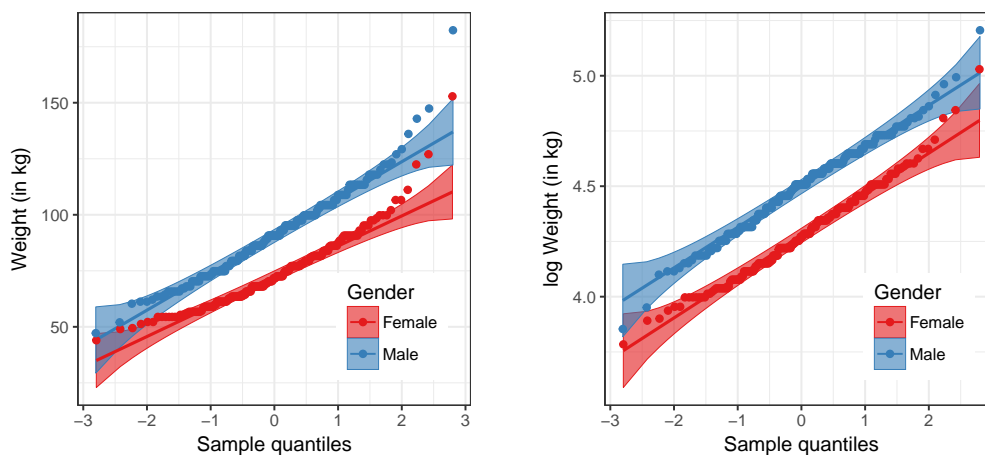 Weight (in kg)
150
100
50
−3 −2 −1 0 1 2 3
Sample quantiles
Gender
Female
Male
log Weight (in kg)
5.0
4.5
4.0
−3 −2 −1 0 1 2
Sample quantiles
Gender
Female
Male